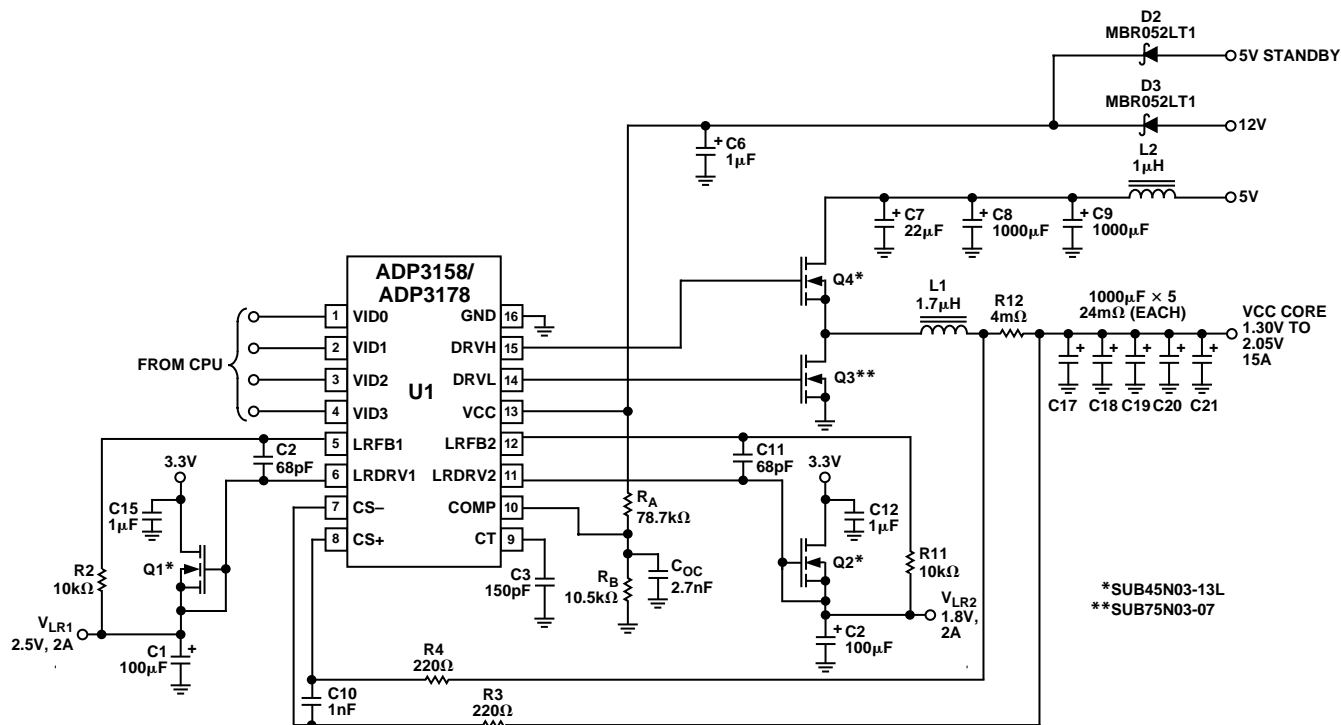 D2
MBR052LT1
5V STANDBY
D3
MBR052LT1
12V
+ C6
1µF
L2
1µH
5V
+ C7
22µF
+ C8
1000µF
+ C9
1000µF
ADP3158/
ADP3178
U1
FROM CPU
1 VID0
2 VID1
3 VID2
4 VID3
5 LRFB1
6 LRDRV1
7 CS–
8 CS+
GND 16
DRVH 15
DRVL 14
VCC 13
LRFB2 12
LRDRV2 11
COMP 10
CT 9
Q4*
Q3**
L1
1.7µH
R12
4mΩ
1000µF × 5
24mΩ (EACH)
VCC CORE
1.30V TO
2.05V
15A
+ + + + +
C17 C18 C19 C20 C21
C2
68pF
3.3V
C15
1µF
Q1*
R2
10kΩ
VLR1
2.5V, 2A
C1
100µF
+
C3
150pF
RA
78.7kΩ
RB
10.5kΩ
COC
2.7nF
C11
68pF
3.3V
C12
1µF
Q2*
R11
10kΩ
VLR2
1.8V,
2A
+ C2
100µF
R4
220Ω
C10
1nF
R3
220Ω
*SUB45N03-13L
**SUB75N03-07